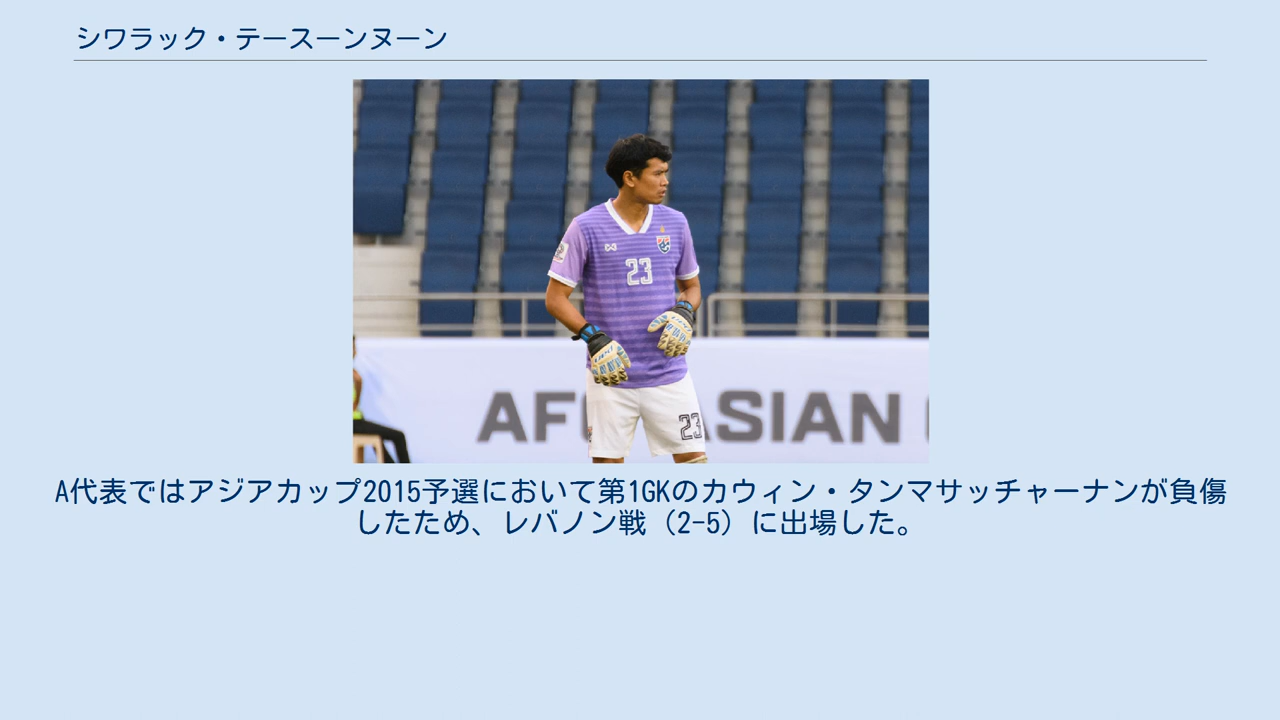 シワラック・テースーンヌーン
23
AF
SIAN
23
A代表ではアジアカップ2015予選において第1GKのカウィン・タンマサッチャーナンが負傷
したため、レバノン戦（2-5）に出場した。